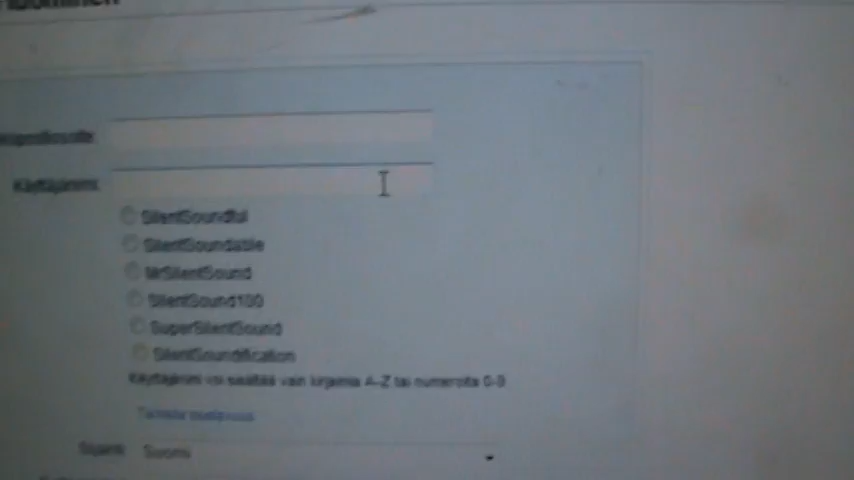 Käyttäjänimi:
SilentSoundful
SilentSoundable
MrSilentSound
SilentSound100
SuperSilentSound
SilentSoundification
Käyttäjänimi voi sisältää vain kirjaimia A-Z tai numeroita 0-9
Tarkista saatavuus
Sijainti: Suomi